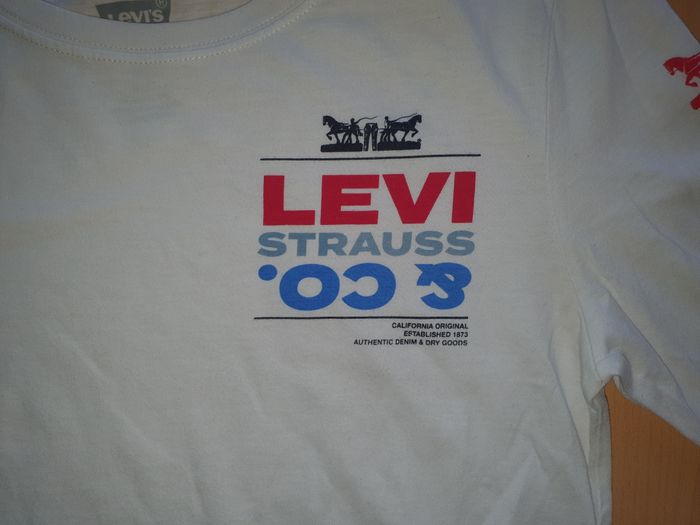 Levi's®
LEVI
STRAUSS
& CO.
CALIFORNIA ORIGINAL
ESTABLISHED 1873
AUTHENTIC DENIM & DRY GOODS